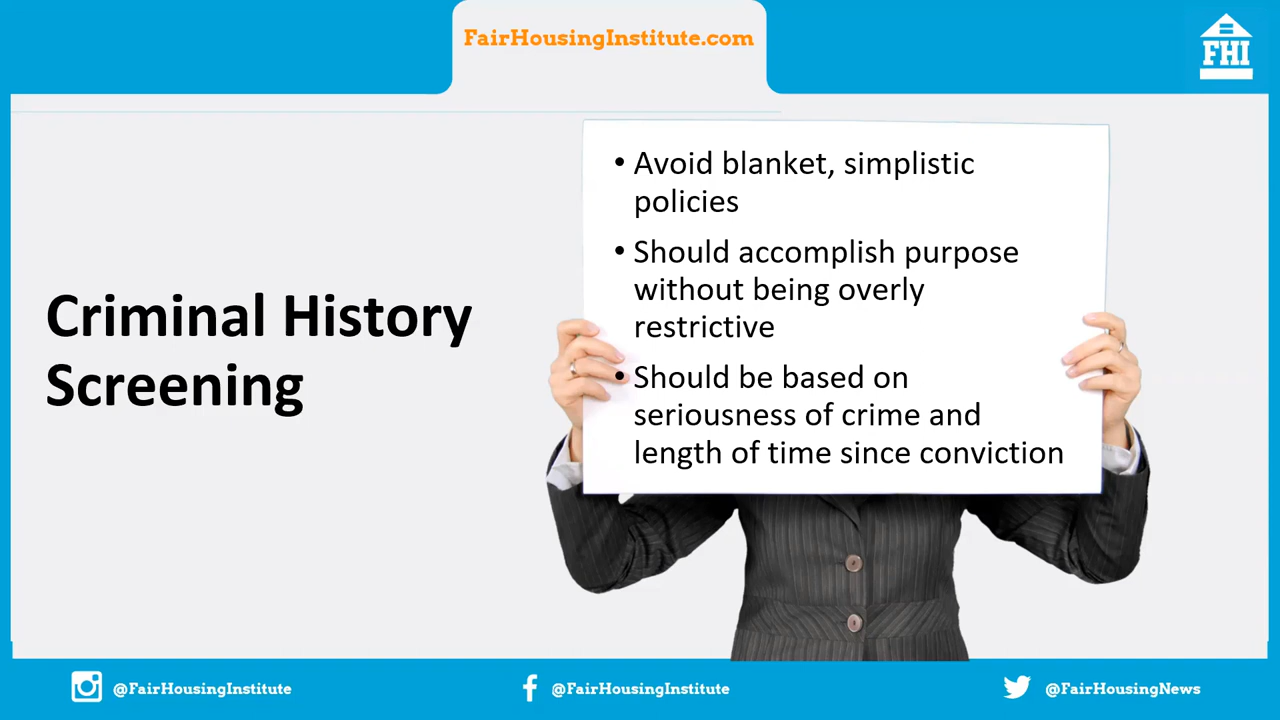 FairHousingInstitute.com
FHI
Criminal History
Screening
• Avoid blanket, simplistic
policies
• Should accomplish purpose
without being overly
restrictive
• Should be based on
seriousness of crime and
length of time since conviction
@FairHousingInstitute
@FairHousingInstitute
@FairHousingNews